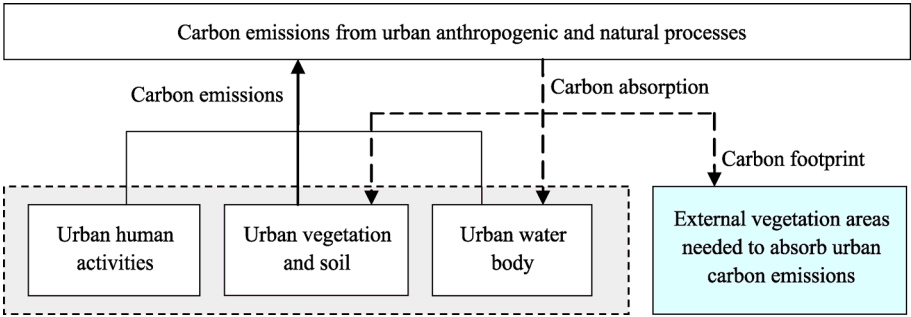 Carbon emissions from urban anthropogenic and natural processes
Carbon emissions
Carbon absorption
Carbon footprint
Urban human
activities
Urban vegetation
and soil
Urban water
body
External vegetation areas
needed to absorb urban
carbon emissions